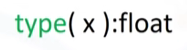 type( x ):float